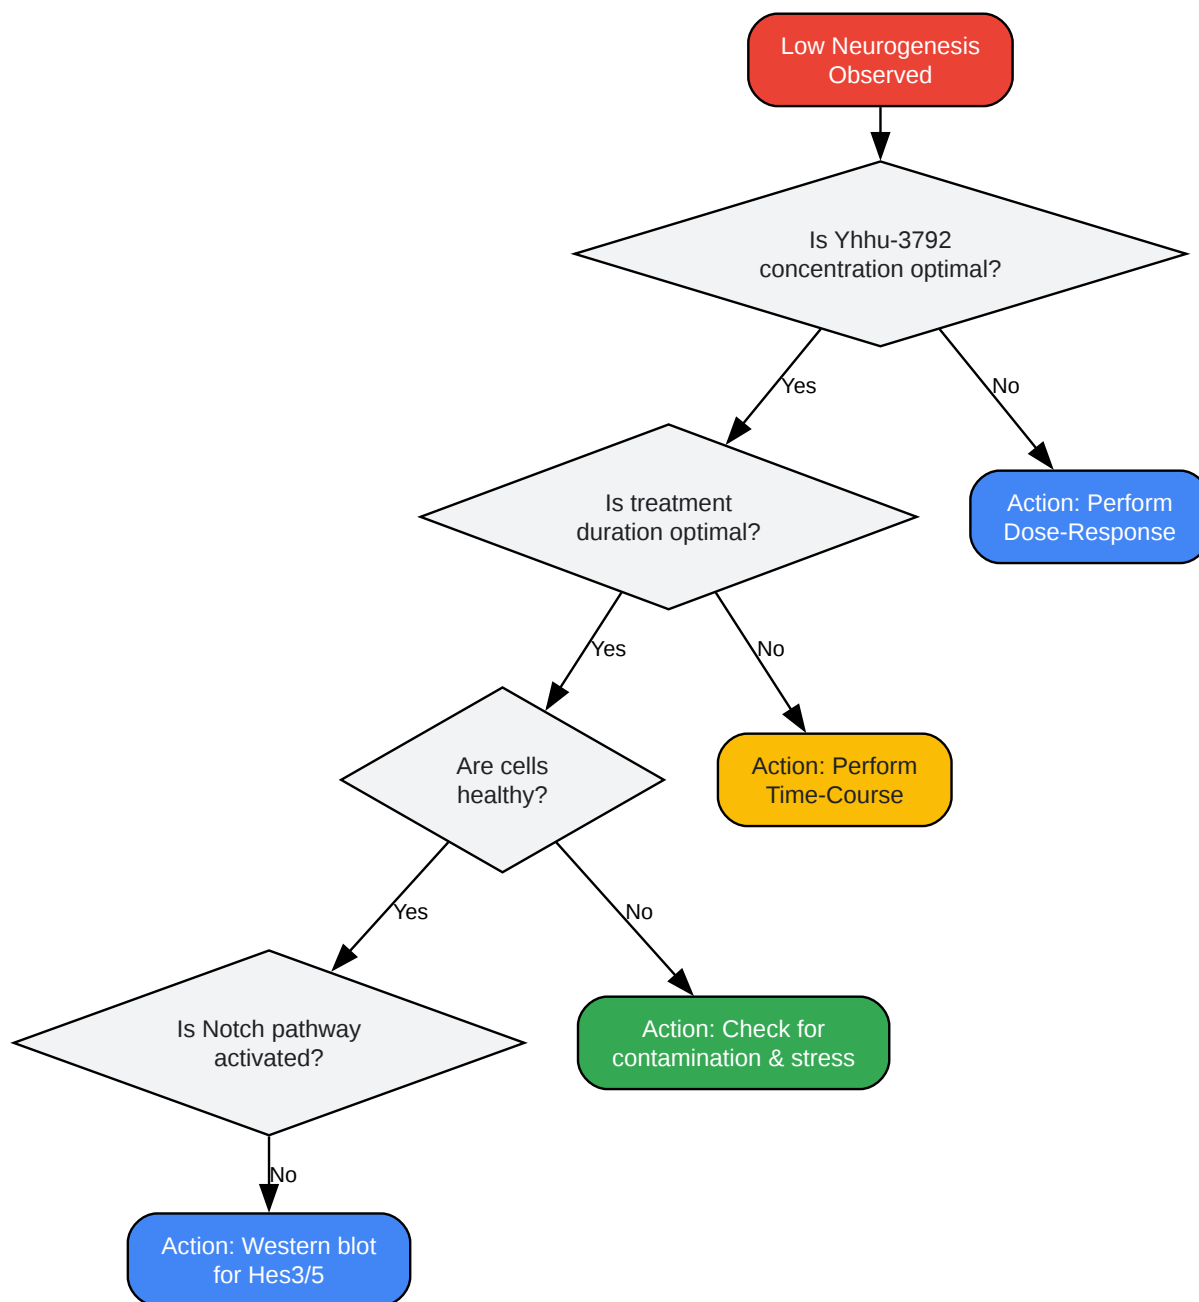 Low Neurogenesis
Observed
Is Yhhu-3792
concentration optimal?
Yes
No
Is treatment
duration optimal?
Action: Perform
Dose-Response
Yes
No
Are cells
healthy?
Action: Perform
Time-Course
Yes
No
Is Notch pathway
activated?
Action: Check for
contamination & stress
No
Action: Western blot
for Hes3/5